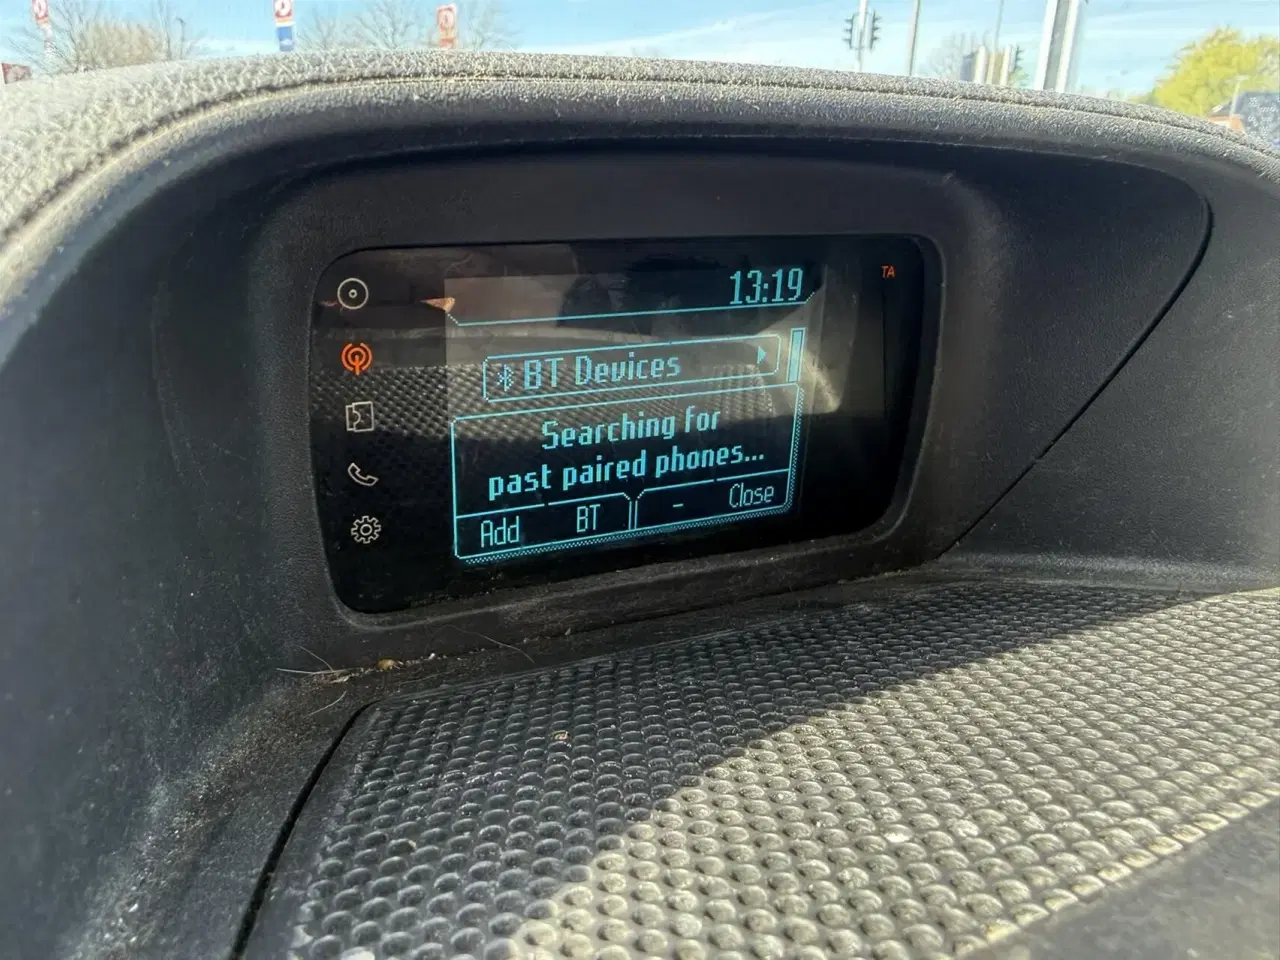 13:19
TA
BT Devices
Searching for
past paired phones...
Add BT - Close